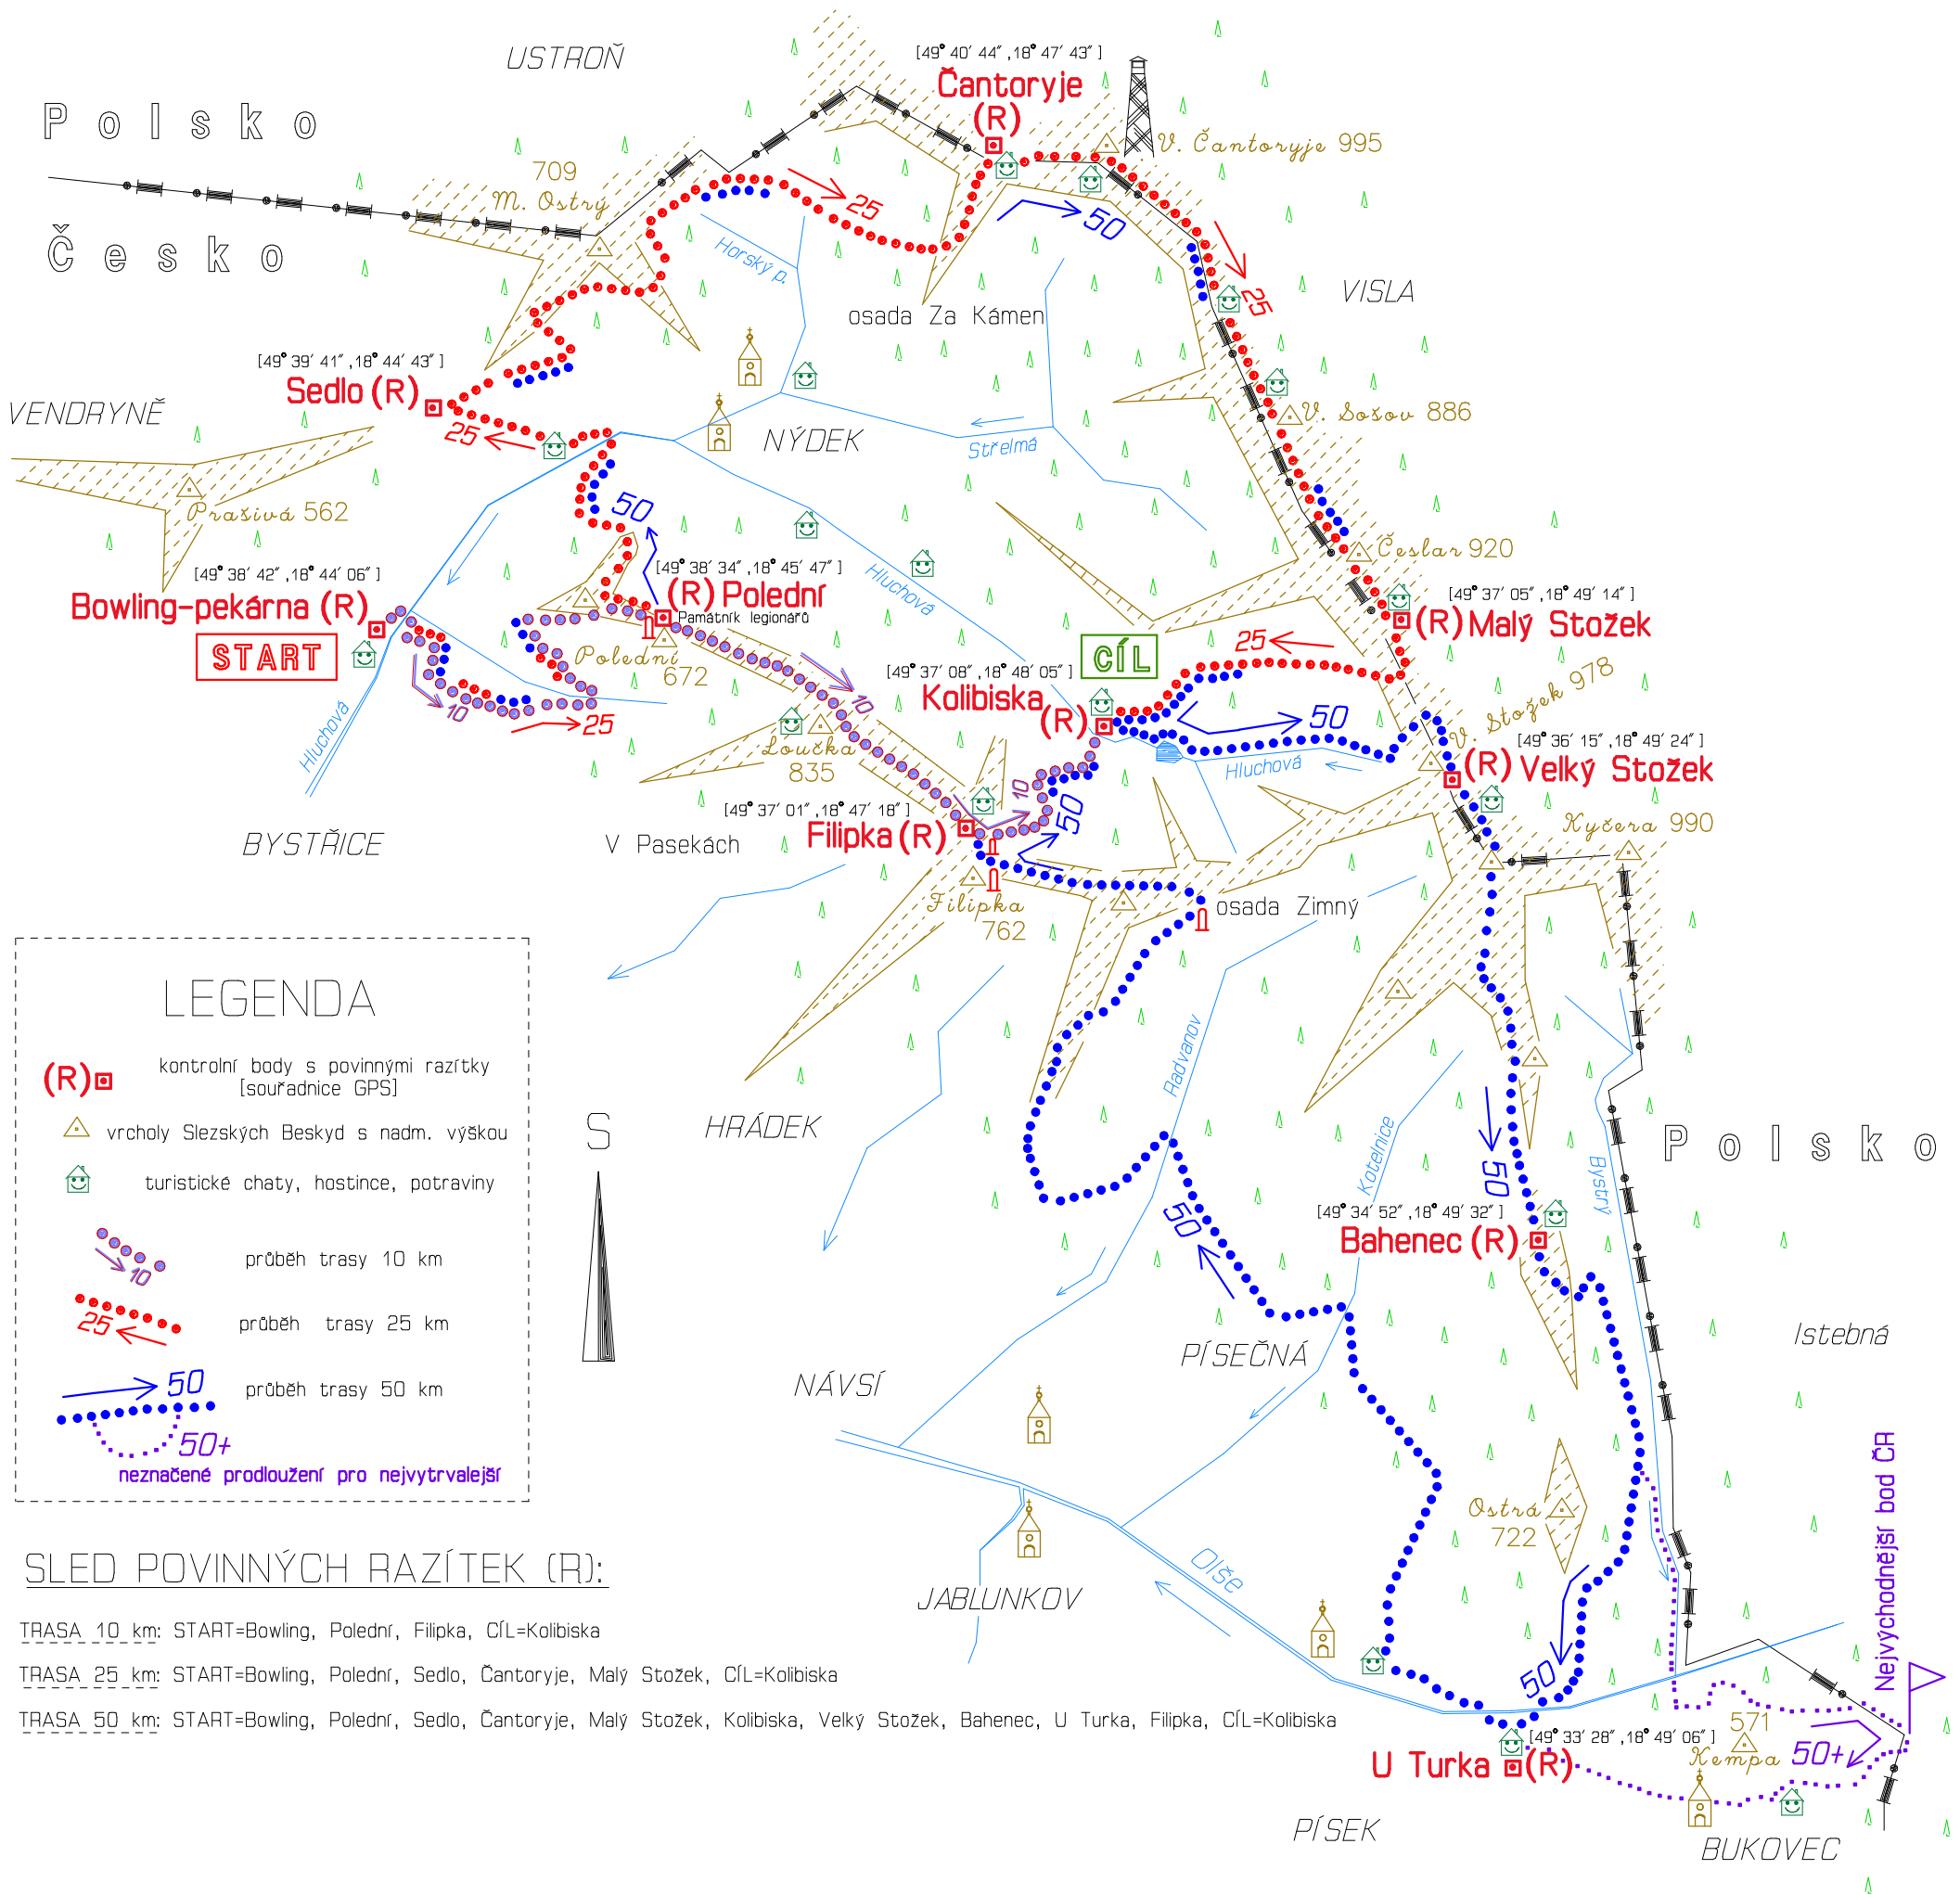 USTROŇ
[49° 40′ 44″ ,18° 47′ 43″ ]
Čantoryje
(R)
Polsko
V. Čantoryje 995
709
M. Ostrý
25
Česko
50
Horský p.
25
VISLA
osada Za Kámen
[49° 39′ 41″ ,18° 44′ 43″ ]
Sedlo (R)
VENDRYNĚ
V. Sošov 886
25
NÝDEK
Střelmá
Prašivá 562
50
Česlar 920
[49° 38′ 42″ ,18° 44′ 06″ ]
[49° 38′ 34″ ,18° 45′ 47″ ]
Hluchová
Bowling-pekárna (R)
(R) Polední
Památník legionářů
[49° 37′ 05″ ,18° 49′ 14″ ]
(R) Malý Stožek
START
CÍL
25
Polední
672
[49° 37′ 08″ ,18° 48′ 05″ ]
V. Stožek 978
Kolibiska
(R)
10
10
25
50
Hluchová
Loučka
835
[49° 36′ 15″ ,18° 49′ 24″ ]
(R) Velký Stožek
Hluchová
10
50
[49° 37′ 01″ ,18° 47′ 18″ ]
Filipka (R)
Kyčera 990
BYSTŘICE
V Pasekách
Filipka
762
osada Zimný
LEGENDA
(R)
kontrolní body s povinnými razítky
[souřadnice GPS]
vrcholy Slezských Beskyd s nadm. výškou
turistické chaty, hostince, potraviny
10
průběh trasy 10 km
25
průběh trasy 25 km
50
průběh trasy 50 km
50+
neznačené prodloužení pro nejvytrvalejší
S
HRÁDEK
Radvanov
Kotelnice
50
Bystrý
Polsko
50
[49° 34′ 52″ ,18° 49′ 32″ ]
Bahenec (R)
Istebná
PÍSEČNÁ
NÁVSÍ
Ostrá
722
Nejvýchodnější bod ČR
SLED POVINNÝCH RAZÍTEK (R):
JABLUNKOV
Olše
50
TRASA 10 km: START=Bowling, Polední, Filipka, CÍL=Kolibiska
TRASA 25 km: START=Bowling, Polední, Sedlo, Čantoryje, Malý Stožek, CÍL=Kolibiska
TRASA 50 km: START=Bowling, Polední, Sedlo, Čantoryje, Malý Stožek, Kolibiska, Velký Stožek, Bahenec, U Turka, Filipka, CÍL=Kolibiska
[49° 33′ 28″ ,18° 49′ 06″ ]
U Turka (R)
571
Kempa
50+
PÍSEK
BUKOVEC